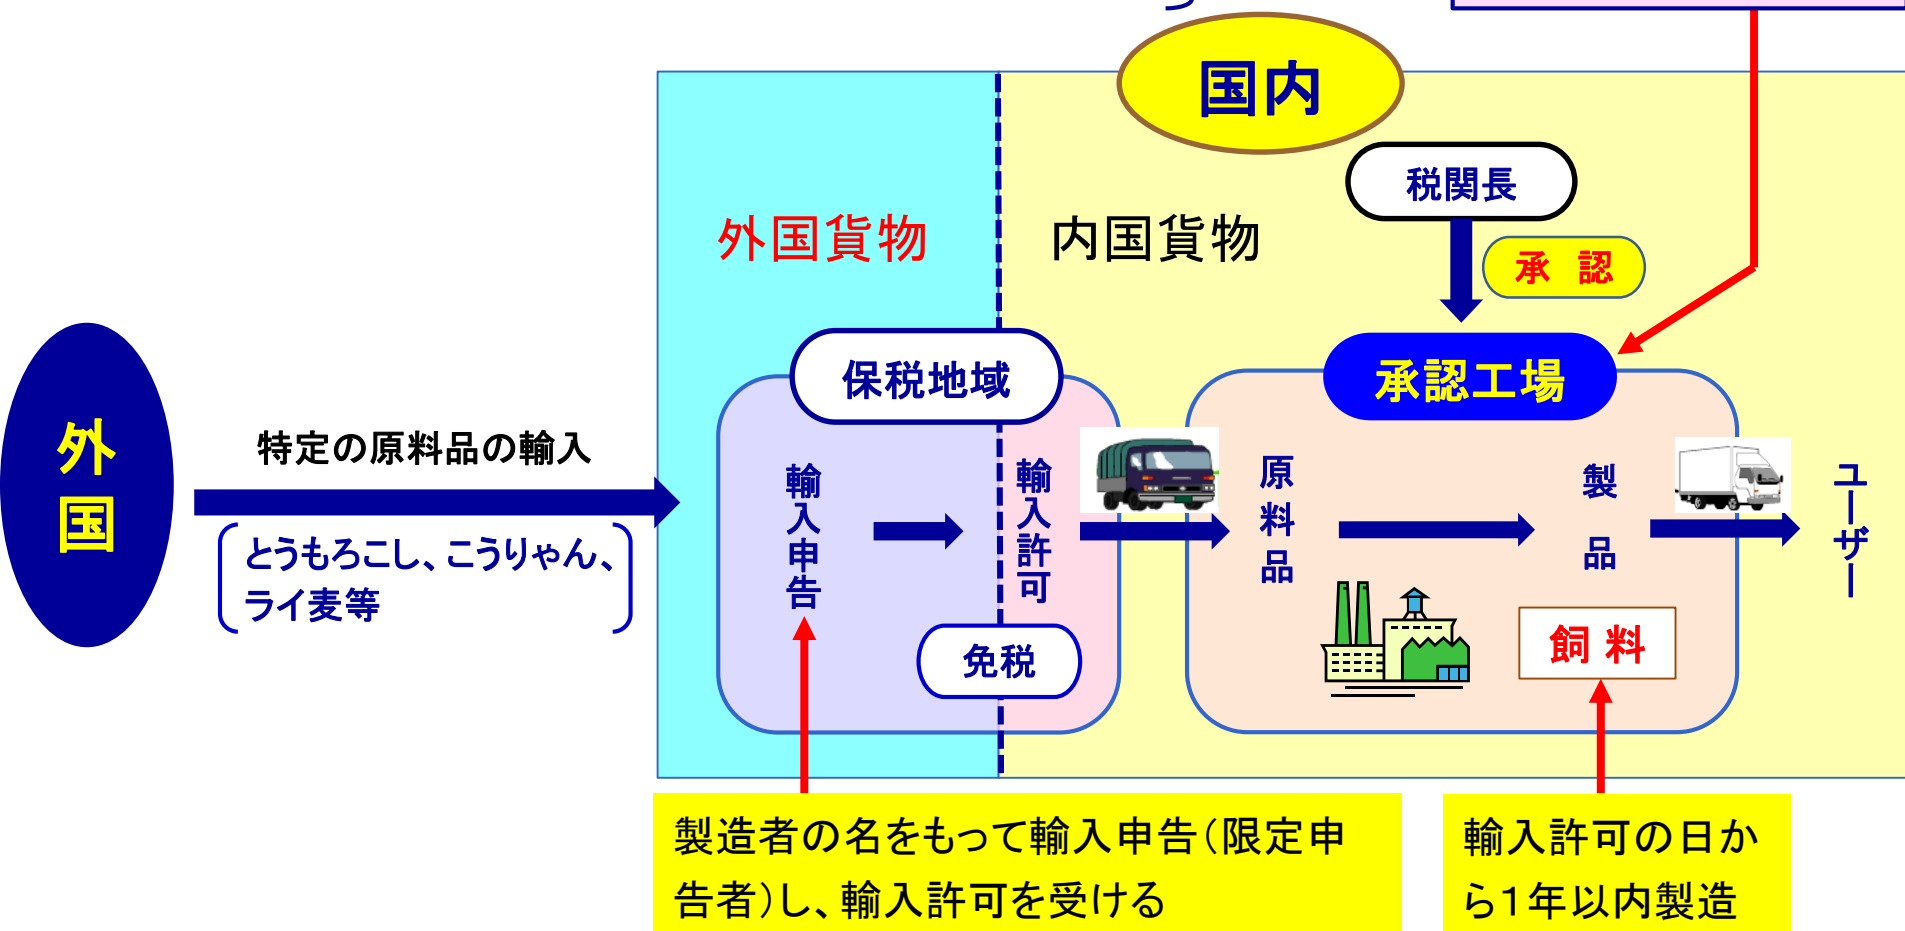 国内
税関長
外国貨物
内国貨物
承 認
保税地域
承認工場
外国
特定の原料品の輸入
とうもろこし、こうりゃん、
ライ麦等
輸入申告
輸入許可
免税
原料品
製品
飼料
ユーザー
製造者の名をもって輸入申告（限定申
告者）し、輸入許可を受ける
輸入許可の日か
ら１年以内製造